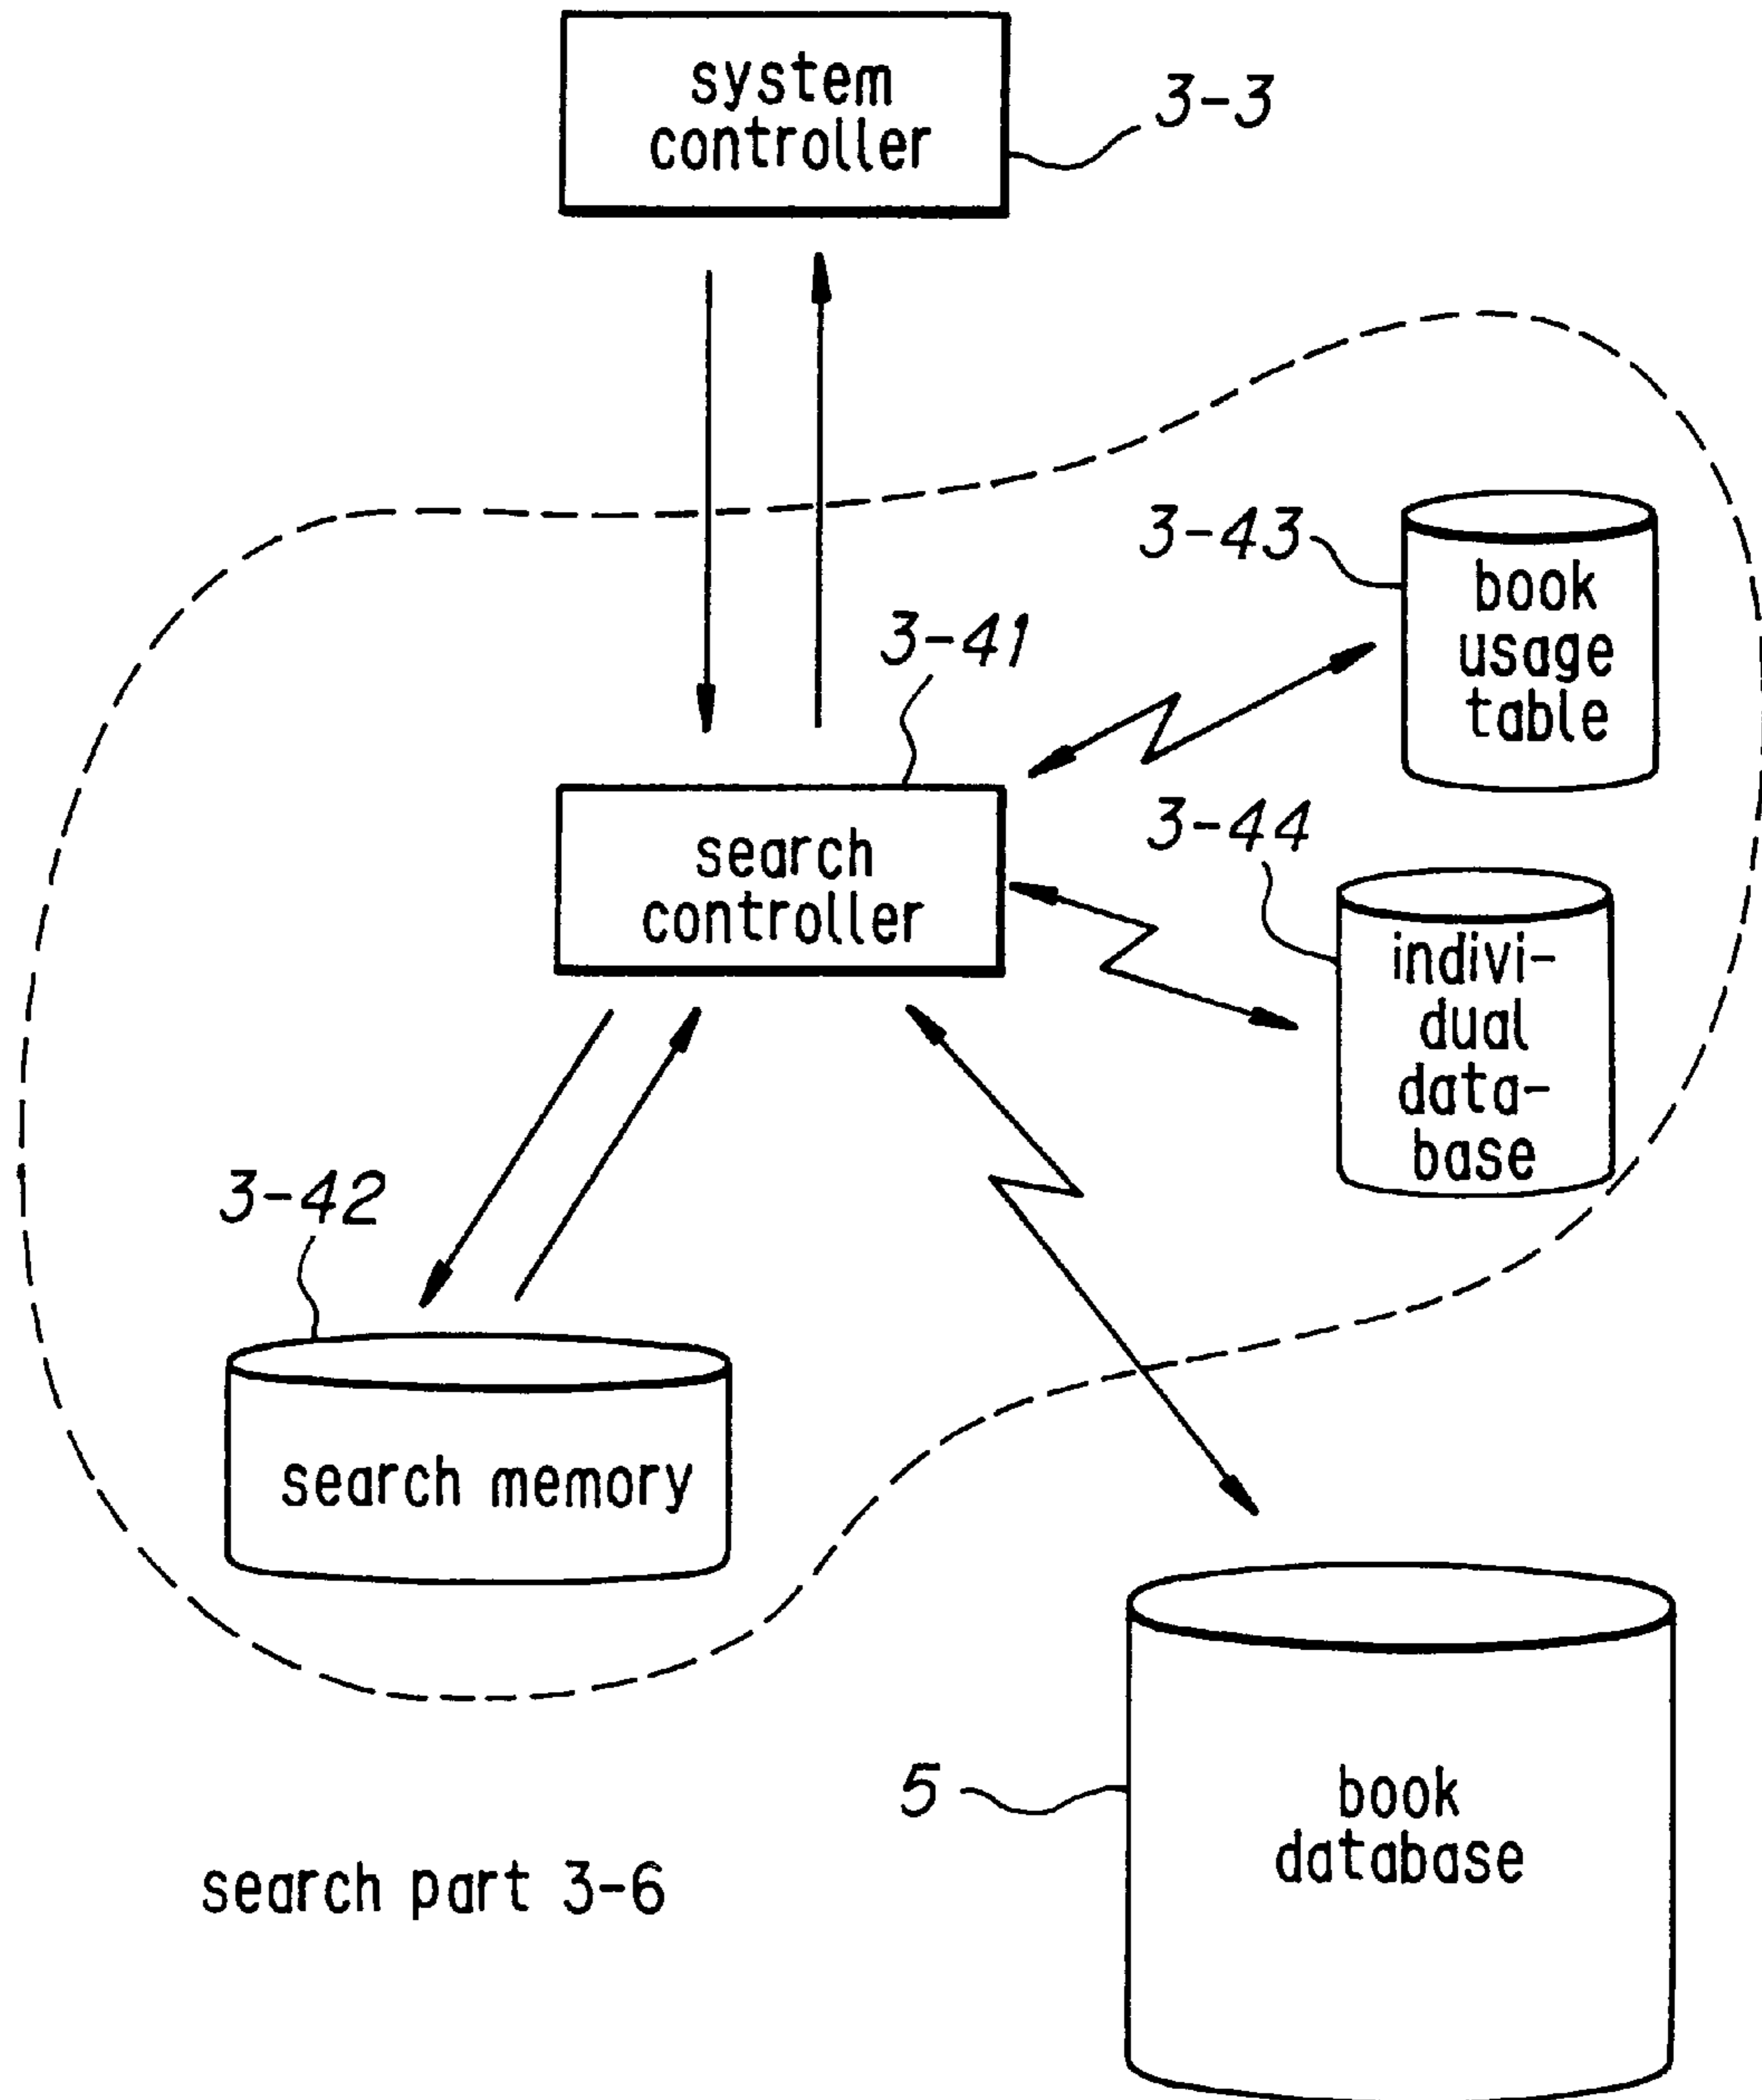 system
controller
3-3
3-43
book
usage
table
3-41
3-44
search
controller
indivi-
dual
data-
base
3-42
search memory
5
book
database
search part 3-6